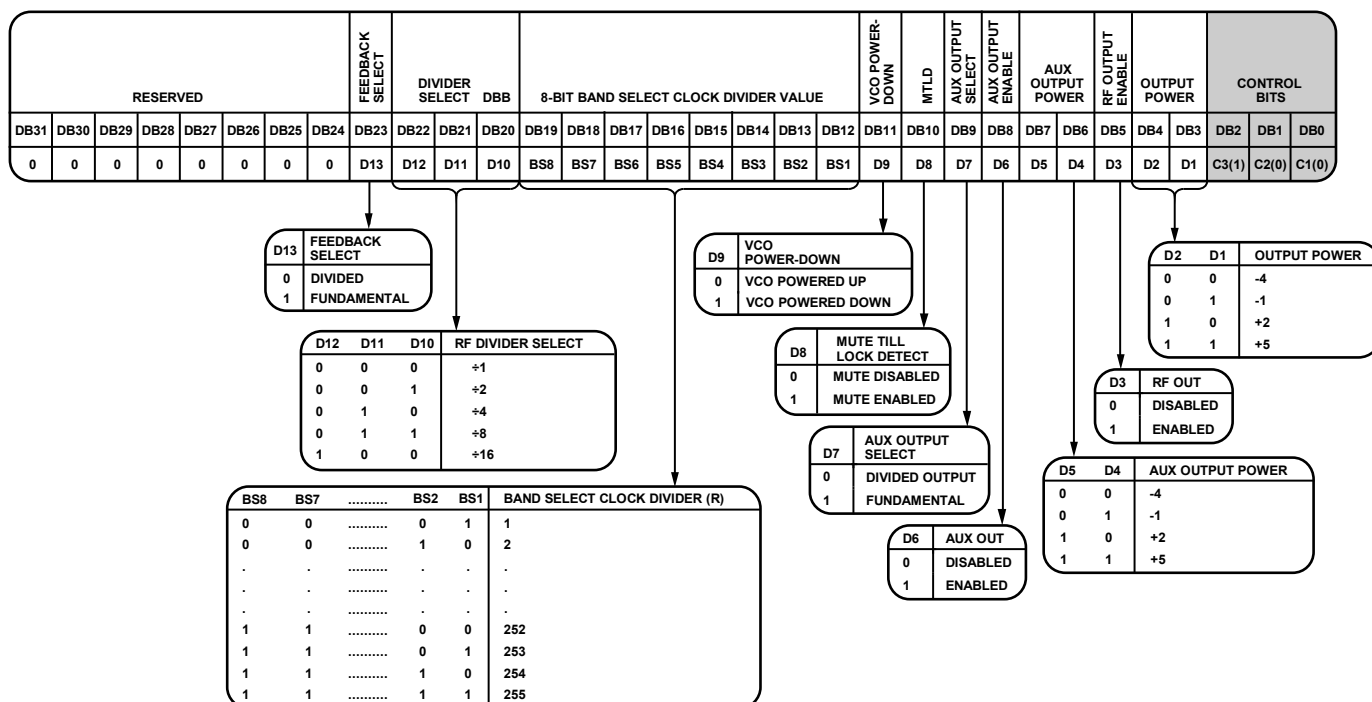 RESERVED
FEEDBACK
SELECT
DIVIDER
SELECT DBB
8-BIT BAND SELECT CLOCK DIVIDER VALUE
VCO POWER-
DOWN
MTLD
AUX OUTPUT
SELECT
AUX OUTPUT
ENABLE
AUX
OUTPUT
POWER
RF OUTPUT
ENABLE
OUTPUT
POWER
CONTROL
BITS
DB31 DB30 DB29 DB28 DB27 DB26 DB25 DB24 DB23 DB22 DB21 DB20 DB19 DB18 DB17 DB16 DB15 DB14 DB13 DB12 DB11 DB10 DB9 DB8 DB7 DB6 DB5 DB4 DB3 DB2 DB1 DB0
0 0 0 0 0 0 0 0 D13 D12 D11 D10 BS8 BS7 BS6 BS5 BS4 BS3 BS2 BS1 D9 D8 D7 D6 D5 D4 D3 D2 D1 C3(1) C2(0) C1(0)
D13 FEEDBACK
SELECT
0 DIVIDED
1 FUNDAMENTAL
D12 D11 D10 RF DIVIDER SELECT
0 0 0 ÷1
0 0 1 ÷2
0 1 0 ÷4
0 1 1 ÷8
1 0 0 ÷16
BS8 BS7 .......... BS2 BS1 BAND SELECT CLOCK DIVIDER (R)
0 0 .......... 0 1 1
0 0 .......... 1 0 2
. . .......... . . .
. . .......... . . .
. . .......... . . .
1 1 .......... 0 0 252
1 1 .......... 0 1 253
1 1 .......... 1 0 254
1 1 .......... 1 1 255
D9 VCO
POWER-DOWN
0 VCO POWERED UP
1 VCO POWERED DOWN
D8 MUTE TILL
LOCK DETECT
0 MUTE DISABLED
1 MUTE ENABLED
D7 AUX OUTPUT
SELECT
0 DIVIDED OUTPUT
1 FUNDAMENTAL
D6 AUX OUT
0 DISABLED
1 ENABLED
D2 D1 OUTPUT POWER
0 0 -4
0 1 -1
1 0 +2
1 1 +5
D3 RF OUT
0 DISABLED
1 ENABLED
D5 D4 AUX OUTPUT POWER
0 0 -4
0 1 -1
1 0 +2
1 1 +5